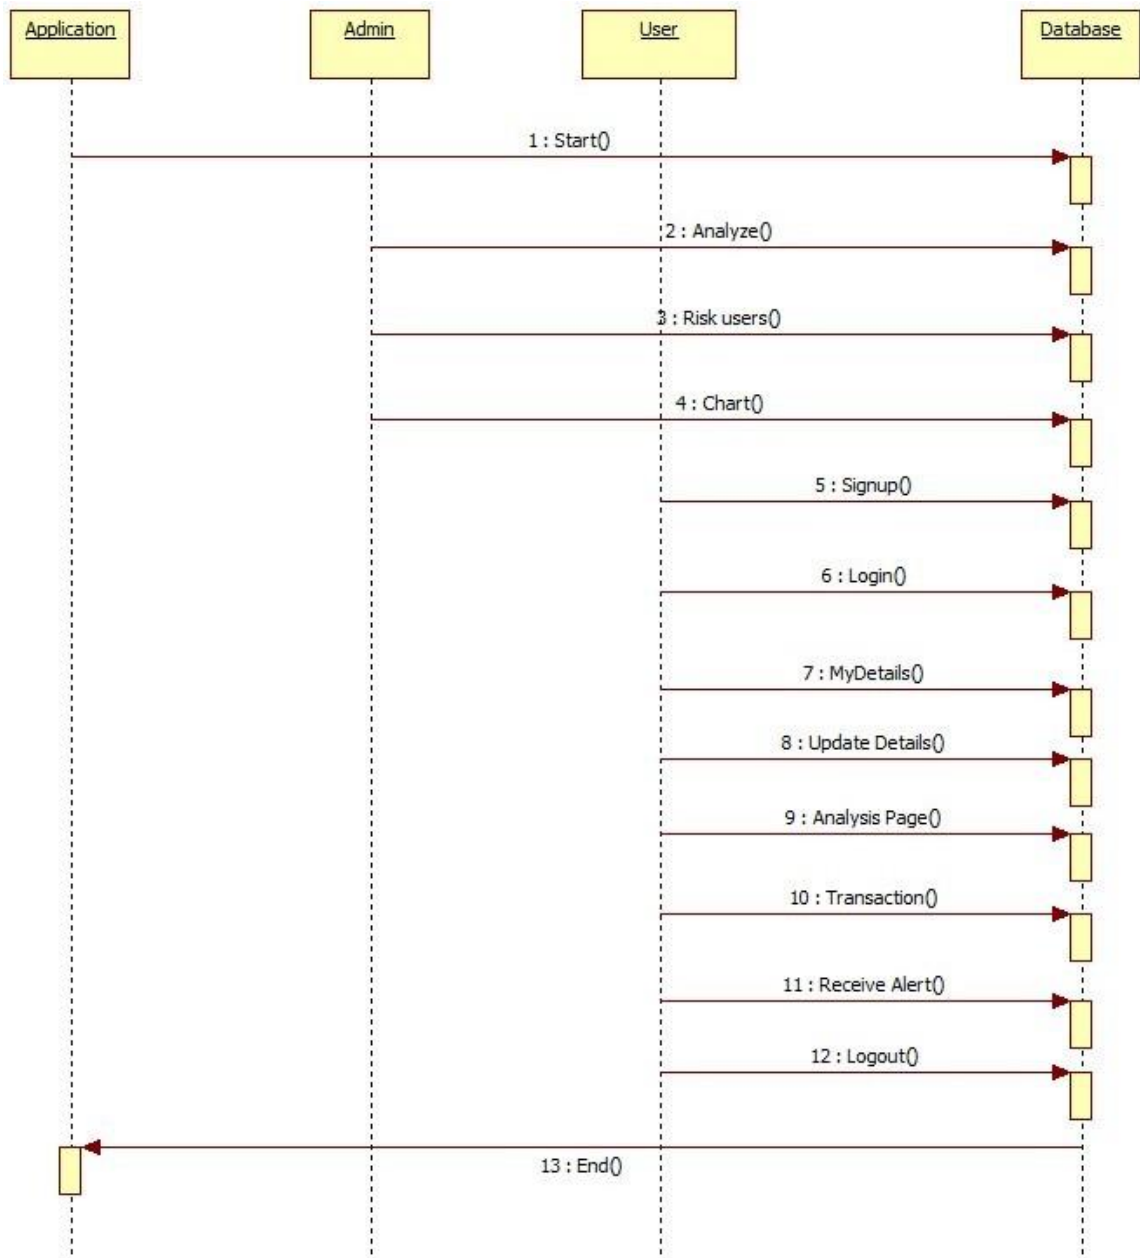 Application
Admin
User
Database
1 : Start()
2 : Analyze()
3 : Risk users()
4 : Chart()
5 : Signup()
6 : Login()
7 : MyDetails()
8 : Update Details()
9 : Analysis Page()
10 : Transaction()
11 : Receive Alert()
12 : Logout()
13 : End()